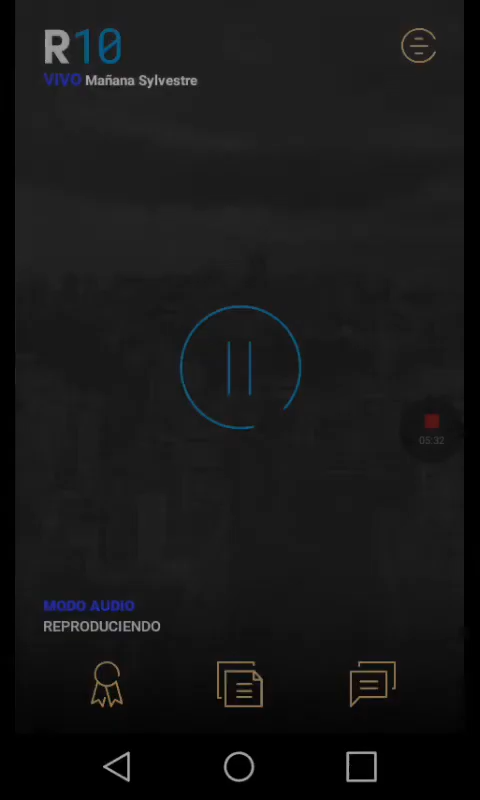 R10
VIVO Mañana Sylvestre
05:32
MODO AUDIO
REPRODUCIENDO